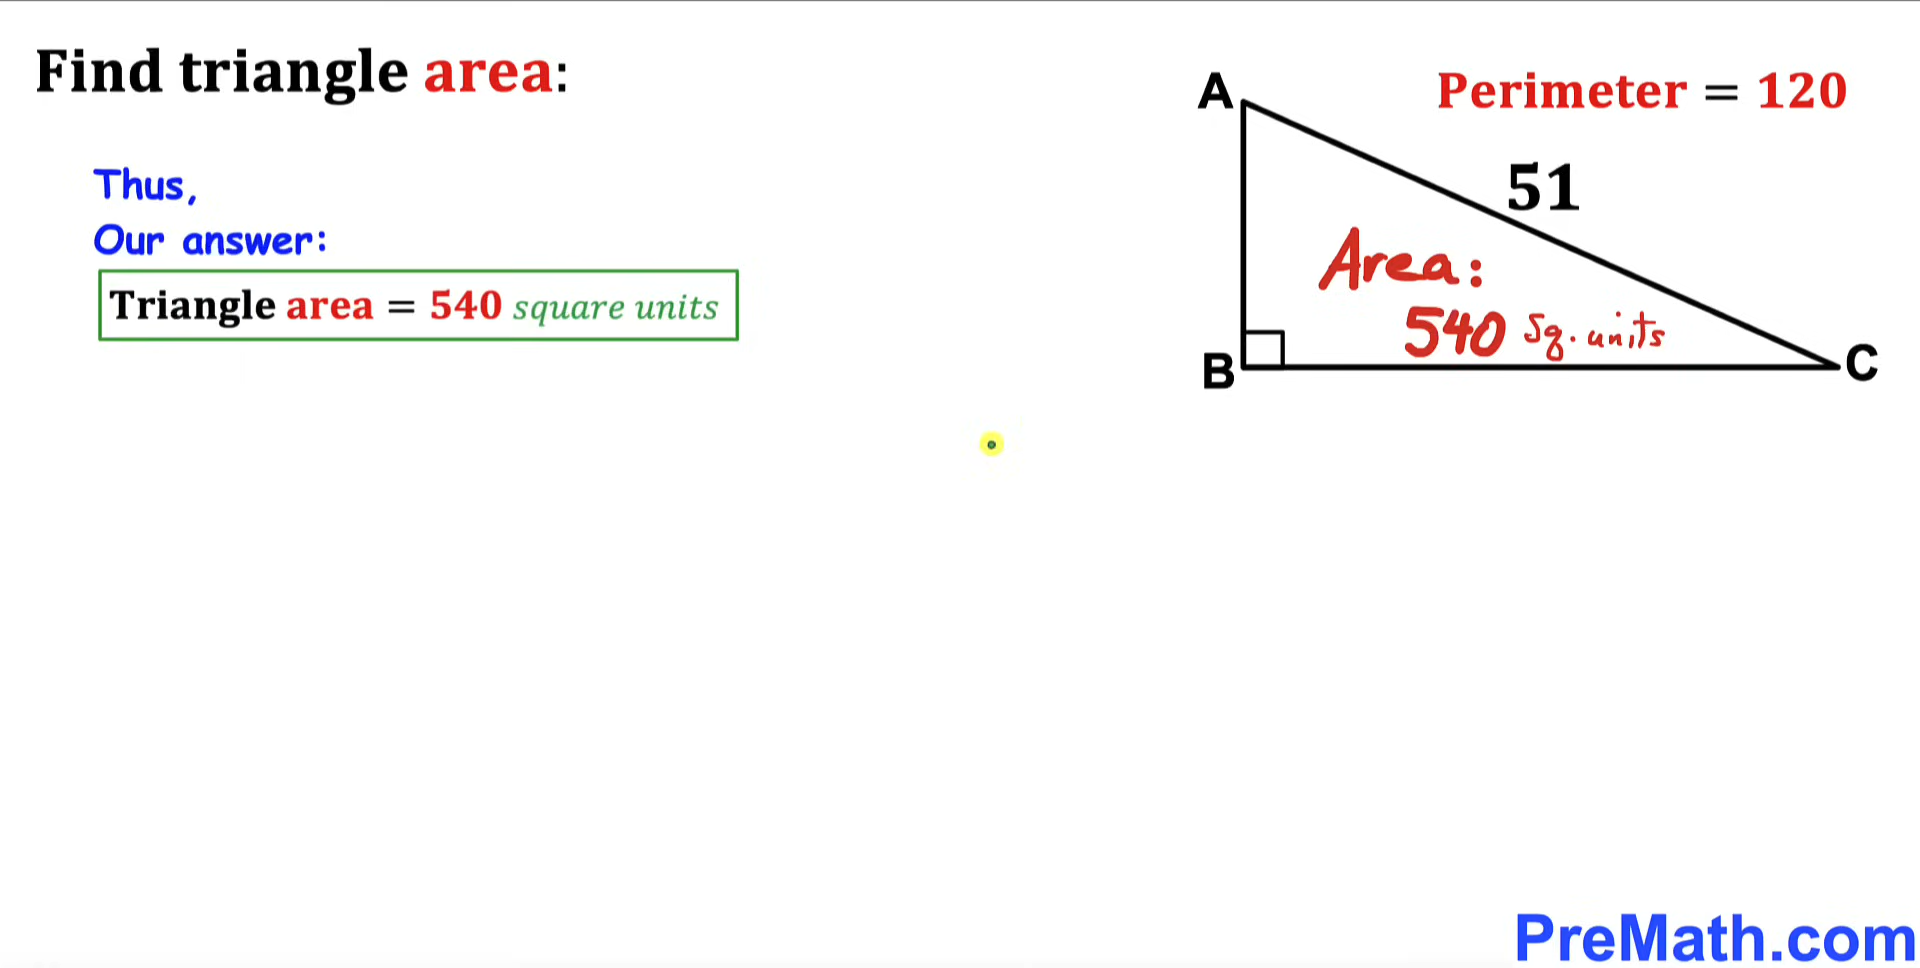 Find triangle area:
Thus,
Our answer:
Triangle area = 540 square units
Perimeter = 120
A
51
Area:
540 sq. units
B
C
PreMath.com